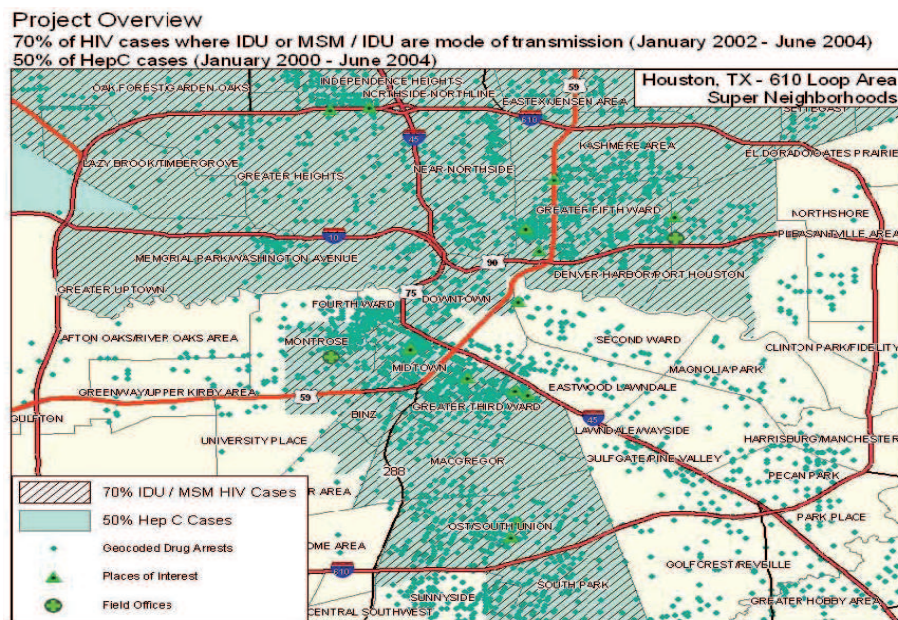 Project Overview
70% of HIV cases where IDU or MSM / IDU are mode of transmission (January 2002 - June 2004)
50% of HepC cases (January 2000 - June 2004)
Houston, TX - 610 Loop Area
Super Neighborhoods
INDEPENDENCE HEIGHTS
59
OAK FOREST/GARDEN OAKS
NORTHSIDE-NORTHLINE
EASTEX/JENSEN AREA
SETTEGAST
610
45
KASHMERE AREA
EL DORADO/OATES PRAIRIE
LAZY BROOK/TIMBERGROVE
NEAR-NORTHSIDE
GREATER HEIGHTS
GREATER FIFTH WARD
NORTHSHORE
PLEASANTVILLE AREA
10
MEMORIAL PARK/WASHINGTON AVENUE
90
DENVER HARBOR/PORT HOUSTON
GREATER UPTOWN
75
DOWNTOWN
FOURTH WARD
AFTON OAKS/RIVER OAKS AREA
MONTROSE
SECOND WARD
CLINTON PARK/FIDELITY
MIDTOWN
MAGNOLIA PARK
GREENWAY/UPPER KIRBY AREA
EASTWOOD LAWNDALE
59
GREATER THIRD WARD
GULFTON
BINZ
45
LAWNDALE/WAYSIDE
UNIVERSITY PLACE
HARRISBURG/MANCHESTER
MACGREGOR
GULFGATE/PINE VALLEY
288
PECAN PARK
70% IDU / MSM HIV Cases
ER AREA
50% Hep C Cases
OST/SOUTH UNION
PARK PLACE
Geocoded Drug Arrests
OME AREA
GOLFCREST/REVEILLE
Places of Interest
610
SOUTH PARK
SUNNYSIDE
GREATER HOBBY AREA
Field Offices
CENTRAL SOUTHWEST